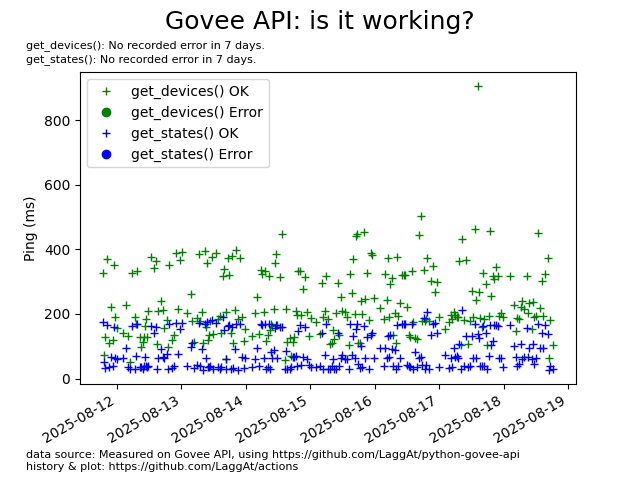 Govee API: is it working?
get_devices(): No recorded error in 7 days.
get_states(): No recorded error in 7 days.
get_devices() OK
get_devices() Error
get_states() OK
get_states() Error
Ping (ms)
800
600
400
200
0
2025-08-12
2025-08-13
2025-08-14
2025-08-15
2025-08-16
2025-08-17
2025-08-18
2025-08-19
data source: Measured on Govee API, using https://github.com/LaggAt/python-govee-api
history & plot: https://github.com/LaggAt/actions